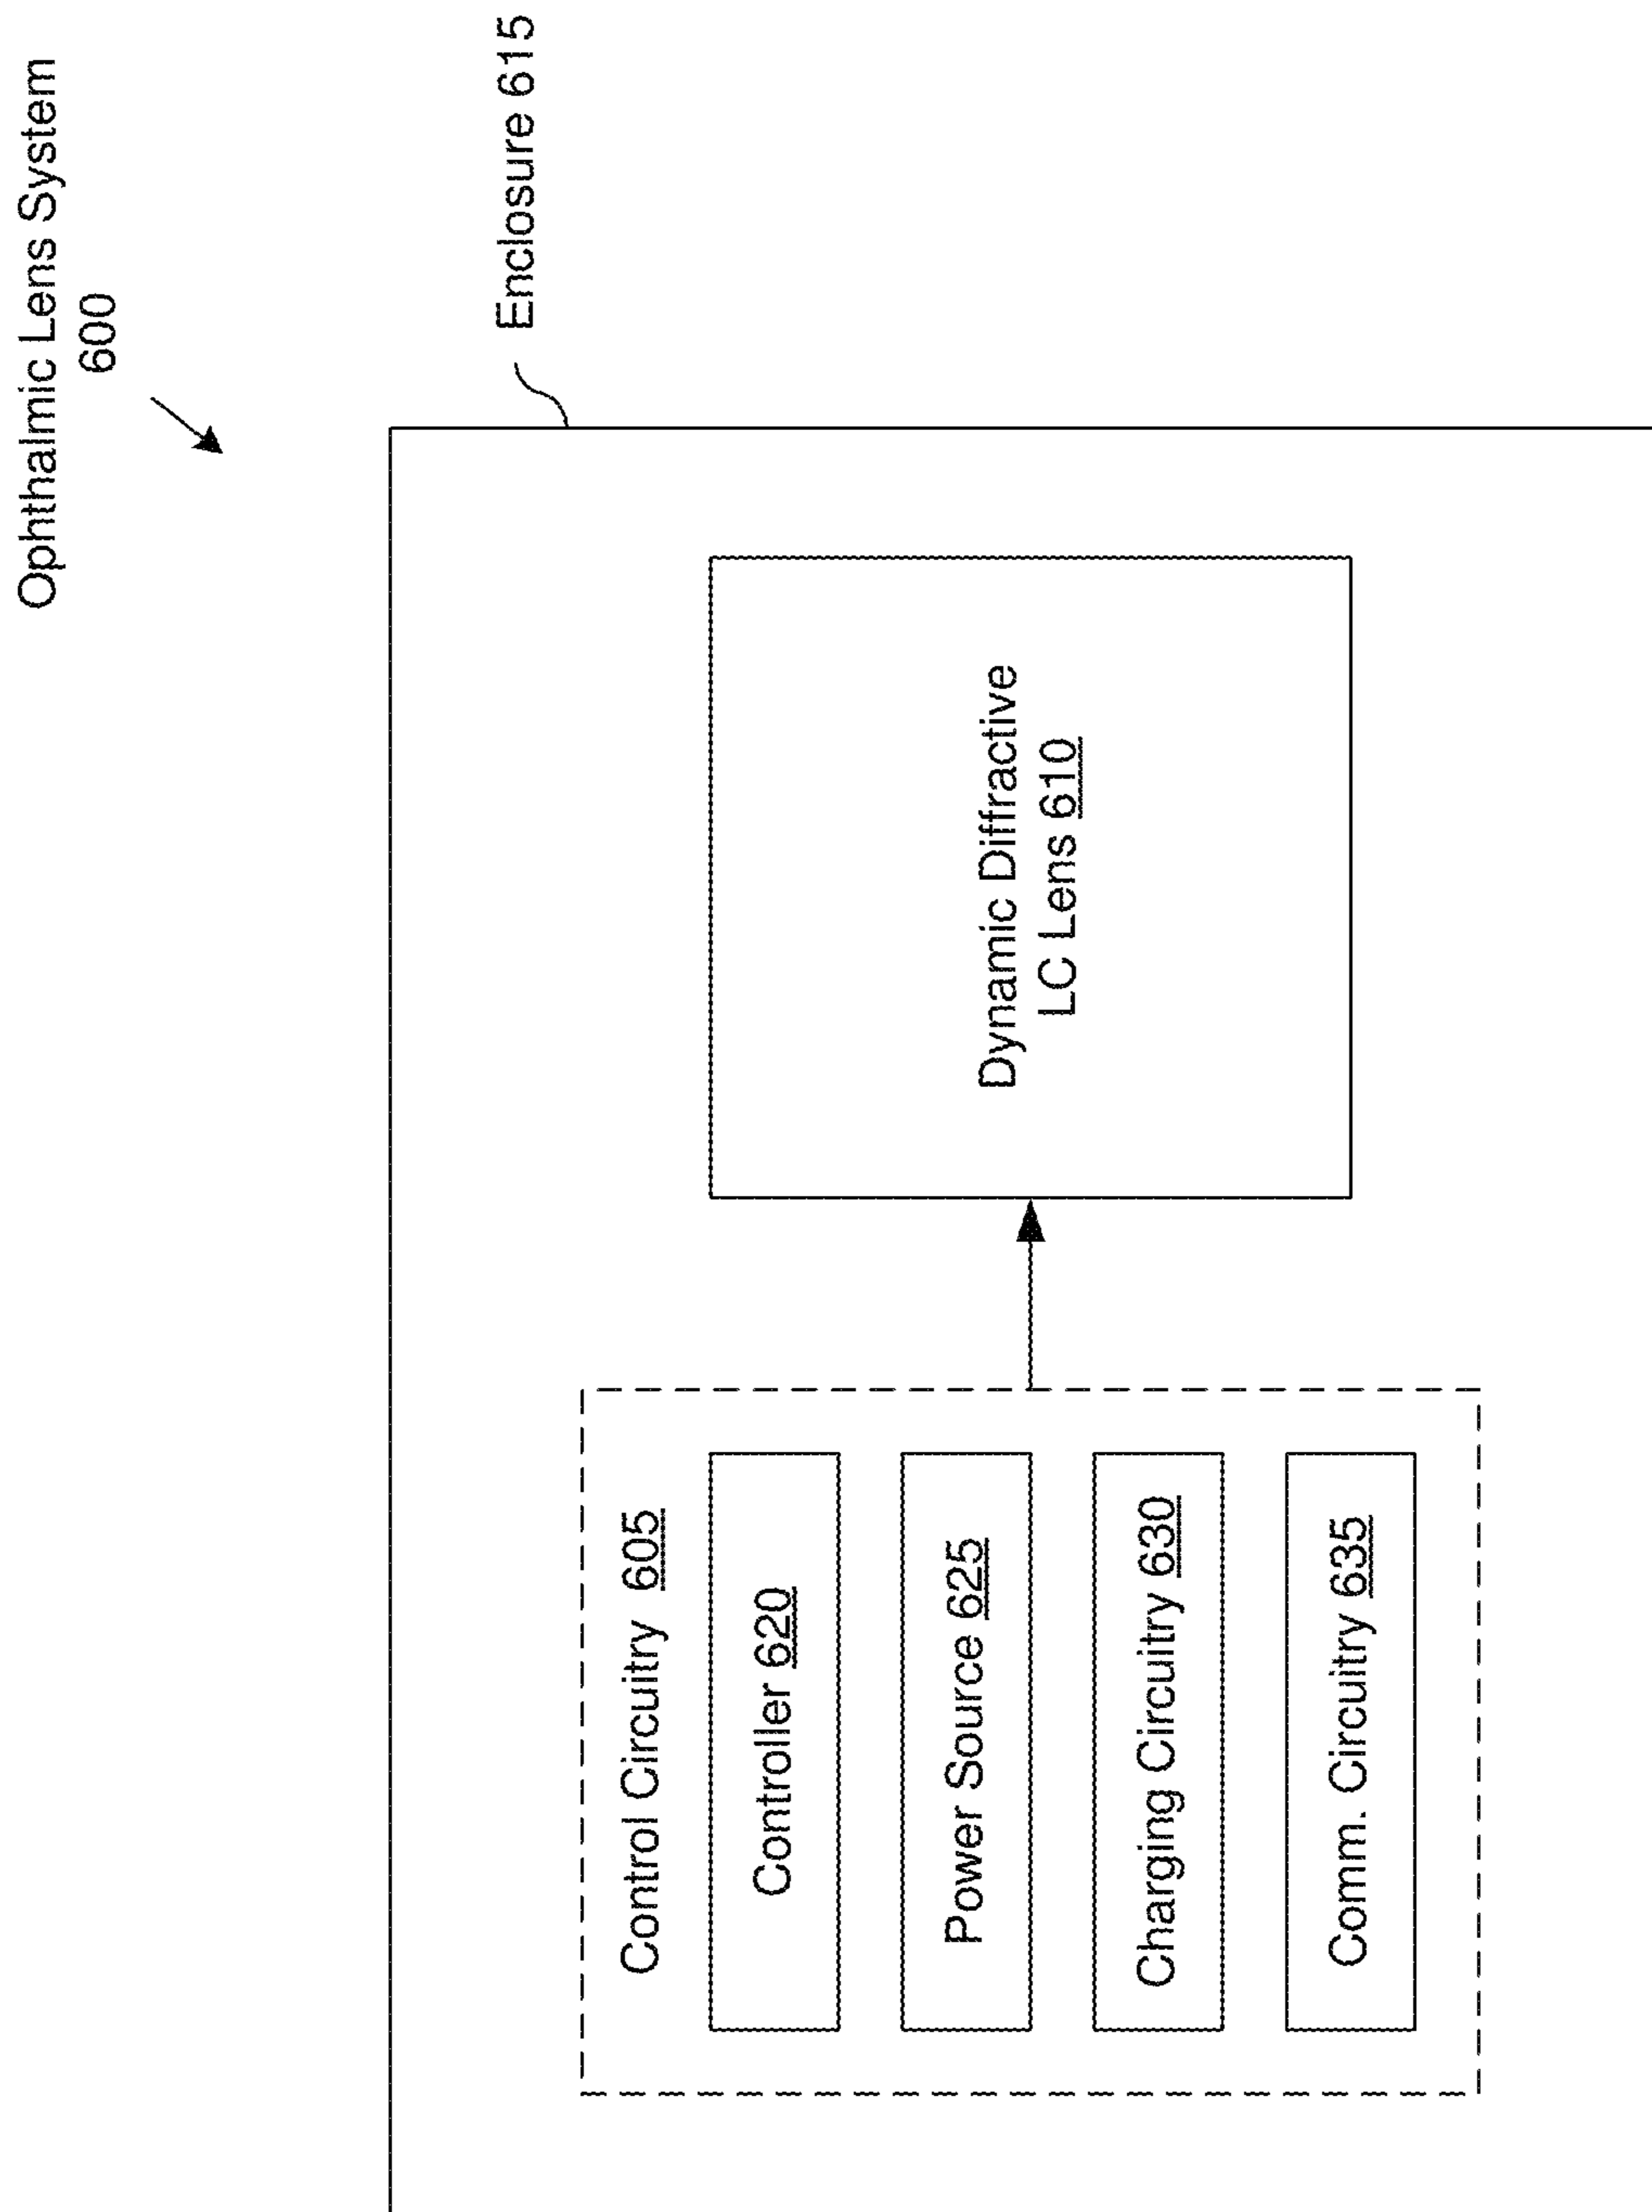 Ophthalmic Lens System
600
Enclosure 615
Control Circuitry 605
Controller 620
Power Source 625
Charging Circuitry 630
Comm. Circuitry 635
Dynamic Diffractive
LC Lens 610